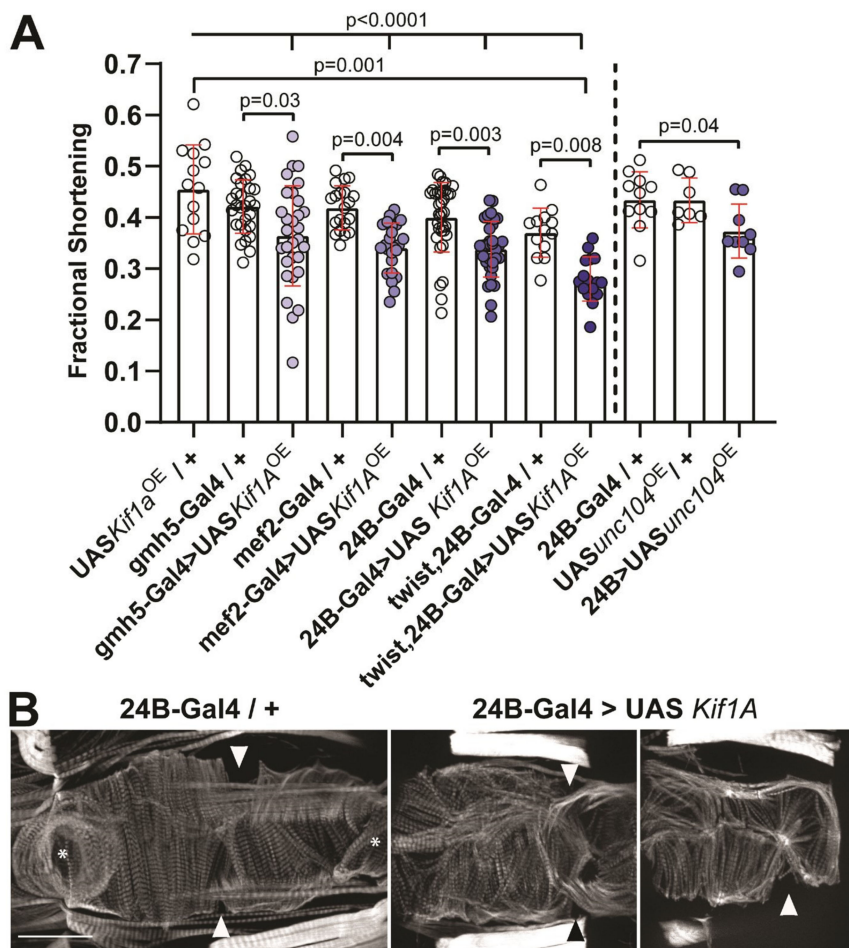 A
p<0.0001
p=0.001
p=0.03
p=0.004
p=0.003
p=0.008
p=0.04
Fractional Shortening
0.7
0.6
0.5
0.4
0.3
0.2
0.1
0.0
UASKif1a^OE / +
gmh5-Gal4 / +
gmh5-Gal4>UASKif1A^OE
mef2-Gal4 / +
mef2-Gal4>UASKif1A^OE
24B-Gal4 / +
24B-Gal4>UAS Kif1A^OE
twist,24B-Gal-4 / +
twist,24B-Gal4>UASKif1A^OE
24B-Gal4 / +
UASunc104^OE / +
24B>UASunc104^OE
B
24B-Gal4 / +
24B-Gal4 > UAS Kif1A
*
*